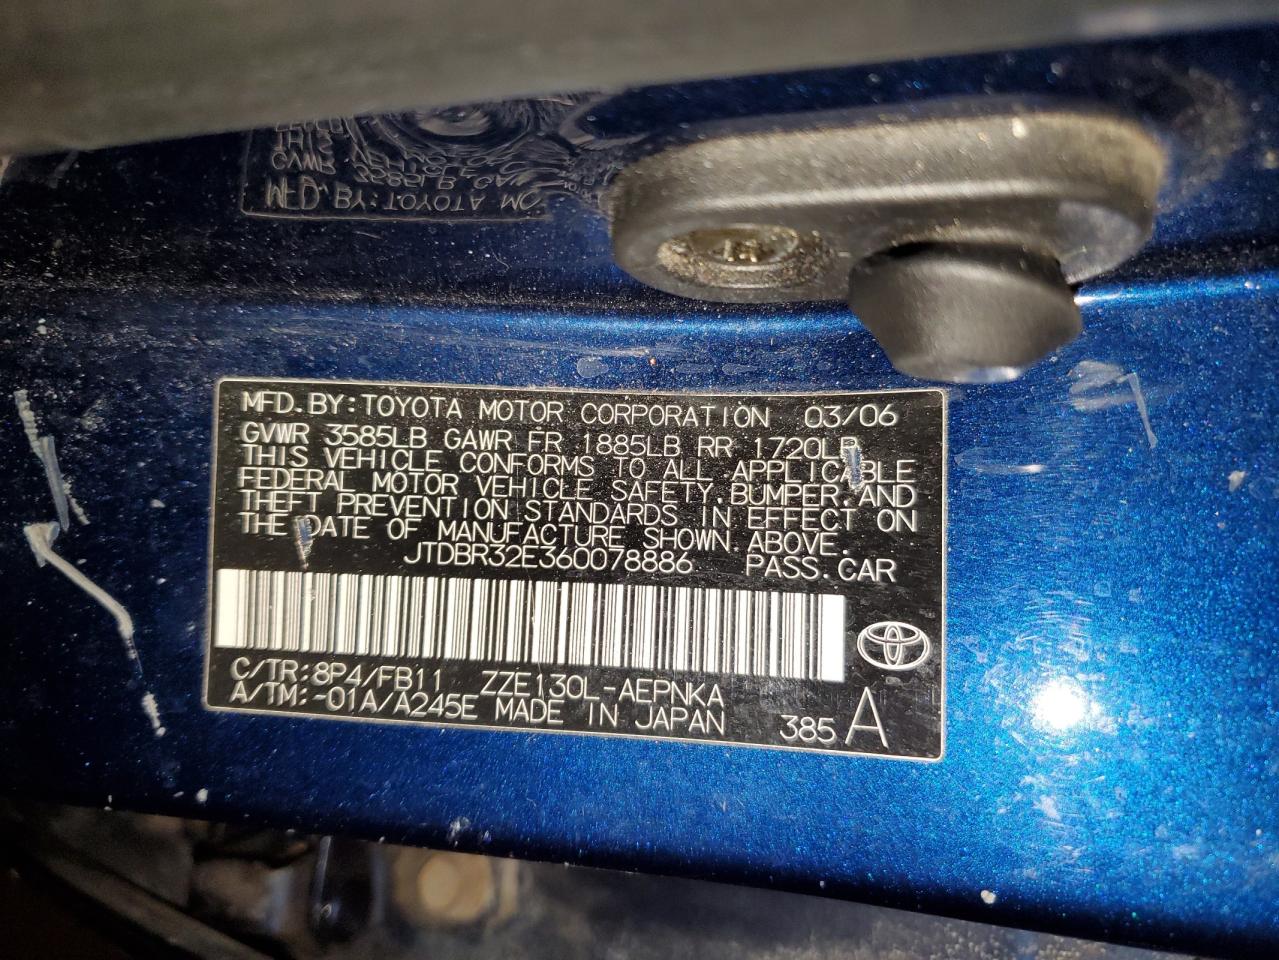 MFD.BY:TOYOTA MOTOR CORPORATION 03/06
GVWR 3585LB GAWR FR 1885LB RR 1720LB
THIS VEHICLE CONFORMS TO ALL APPLICABLE
FEDERAL MOTOR VEHICLE SAFETY,BUMPER,AND
THEFT PREVENTION STANDARDS IN EFFECT ON
THE DATE OF MANUFACTURE SHOWN ABOVE.
JTDBR32E360078886 PASS.CAR
C/TR:8P4/FB11 ZZE130L-AEPNKA
A/TM:-01A/A245E MADE IN JAPAN 385 A